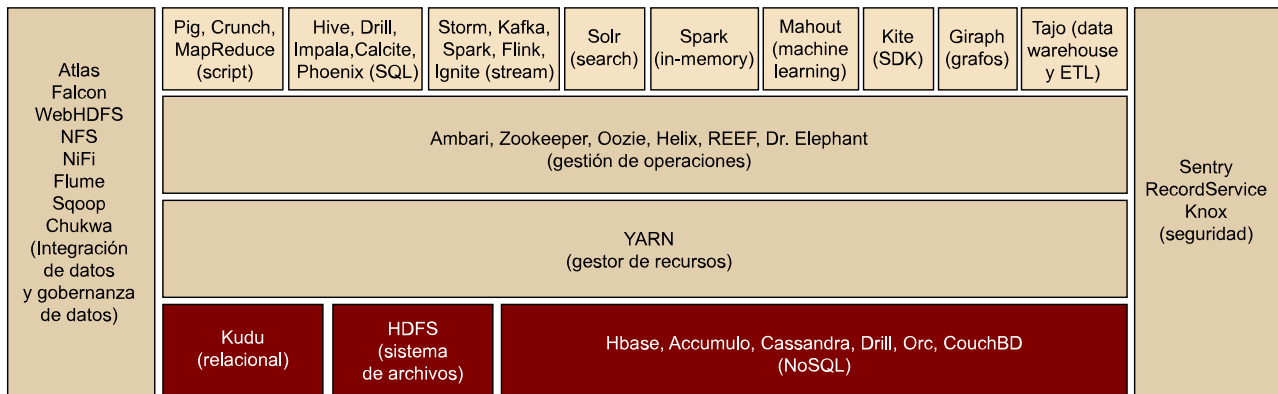 Atlas
Falcon
WebHDFS
NFS
NiFi
Flume
Sqoop
Chukwa
(Integración
de datos
y gobernanza
de datos)
Pig, Crunch,
MapReduce
(script)
Hive, Drill,
Impala,Calcite,
Phoenix (SQL)
Storm, Kafka,
Spark, Flink,
Ignite (stream)
Solr
(search)
Spark
(in-memory)
Mahout
(machine
learning)
Kite
(SDK)
Giraph
(grafos)
Tajo (data
warehouse
y ETL)
Ambari, Zookeeper, Oozie, Helix, REEF, Dr. Elephant
(gestión de operaciones)
YARN
(gestor de recursos)
Kudu
(relacional)
HDFS
(sistema
de archivos)
Hbase, Accumulo, Cassandra, Drill, Orc, CouchBD
(NoSQL)
Sentry
RecordService
Knox
(seguridad)